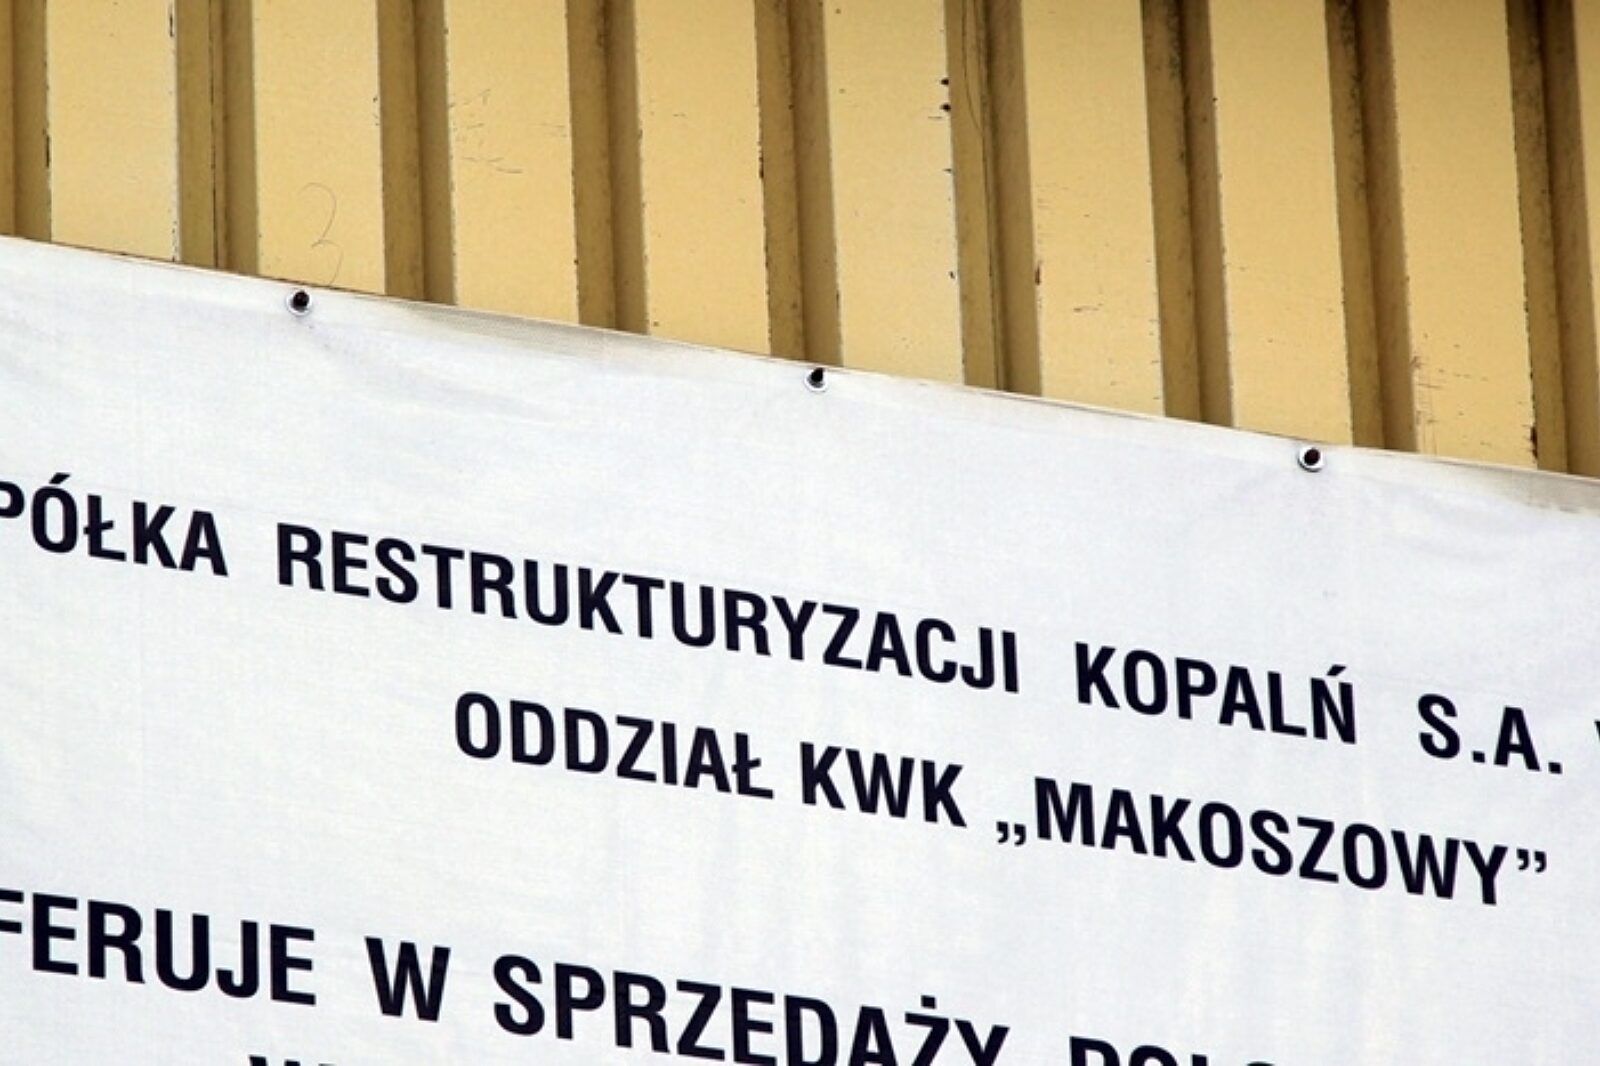 PÓŁKA RESTRUKTURYZACJI KOPALŃ S.A.
ODDZIAŁ KWK „MAKOSZOWY”
FERUJE W SPRZEDAŻY